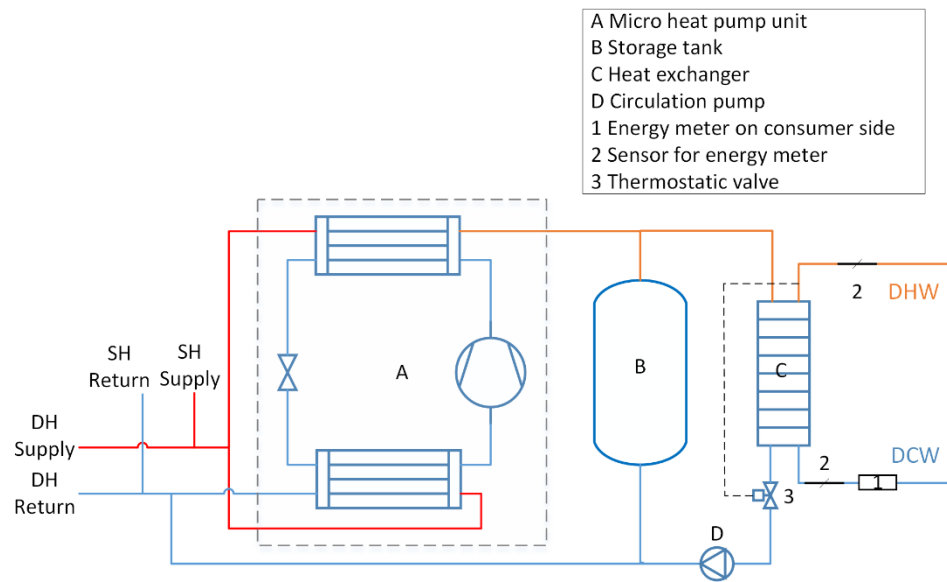 A Micro heat pump unit
B Storage tank
C Heat exchanger
D Circulation pump
1 Energy meter on consumer side
2 Sensor for energy meter
3 Thermostatic valve
DHW
2
SH
Return
SH
Supply
A
B
C
DH
Supply
DH
Return
2
DCW
1
3
D